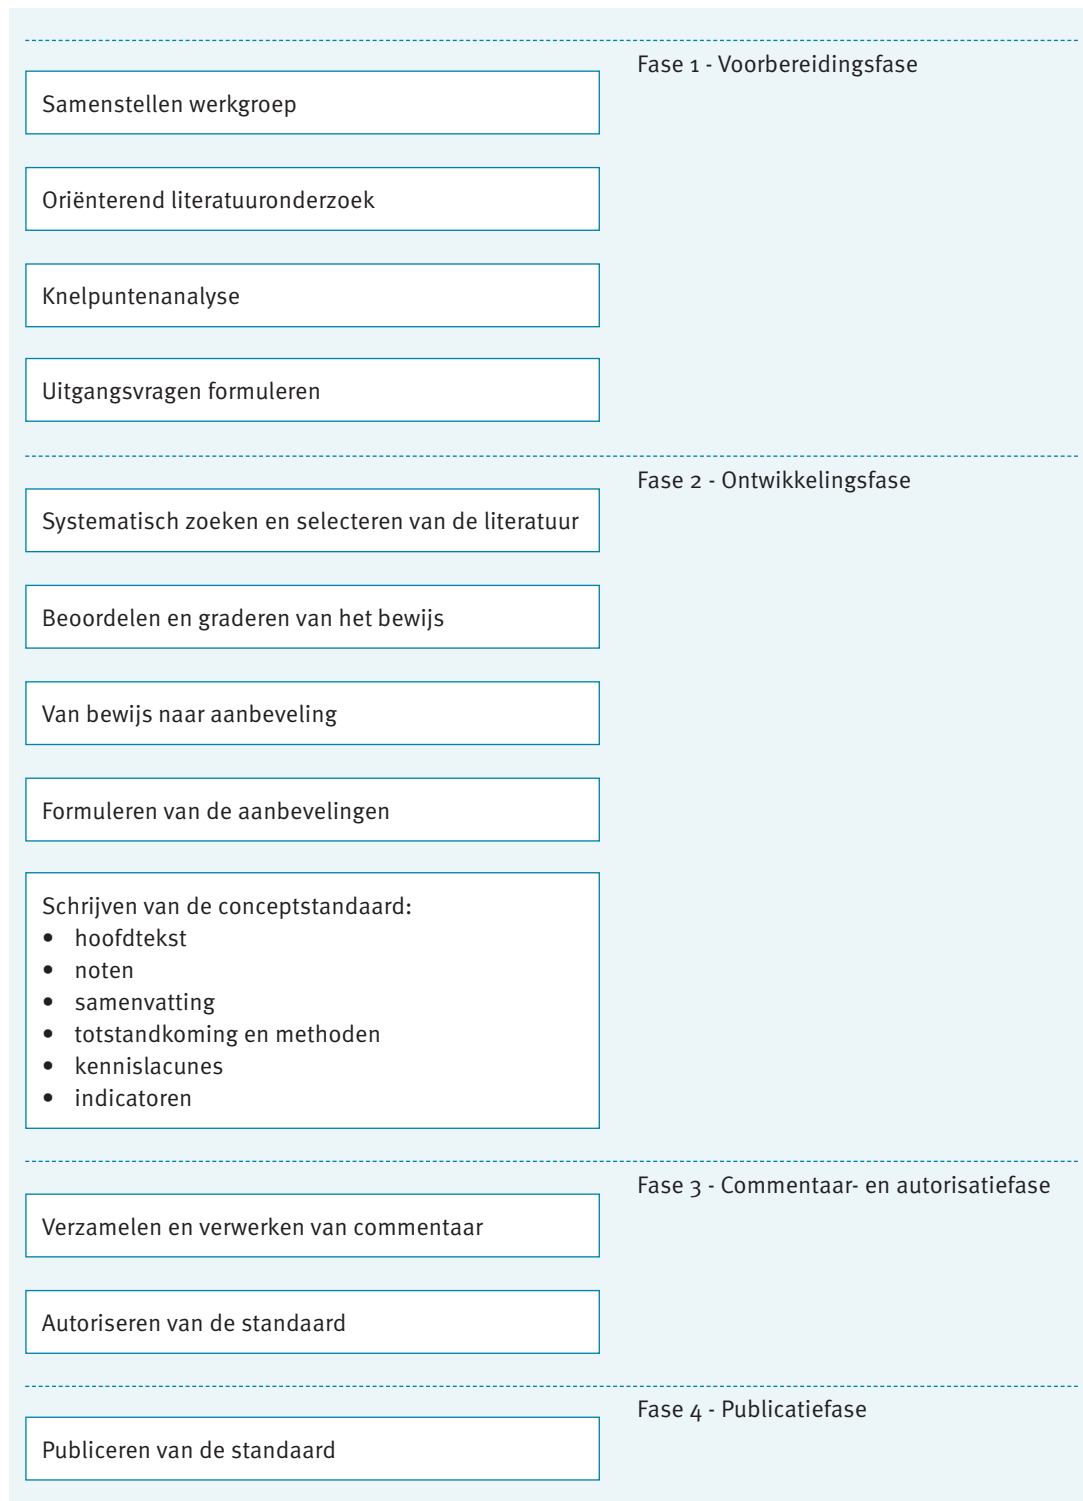 Fase 1 - Voorbereidingsfase
Samenstellen werkgroep
Oriënterend literatuuronderzoek
Knelpuntenanalyse
Uitgangsvragen formuleren
Fase 2 - Ontwikkelingsfase
Systematisch zoeken en selecteren van de literatuur
Beoordelen en graderen van het bewijs
Van bewijs naar aanbeveling
Formuleren van de aanbevelingen
Schrijven van de conceptstandaard:
• hoofdtekst
• noten
• samenvatting
• totstandkoming en methoden
• kennislacunes
• indicatoren
Fase 3 - Commentaar- en autorisatiefase
Verzamelen en verwerken van commentaar
Autoriseren van de standaard
Fase 4 - Publicatiefase
Publiceren van de standaard